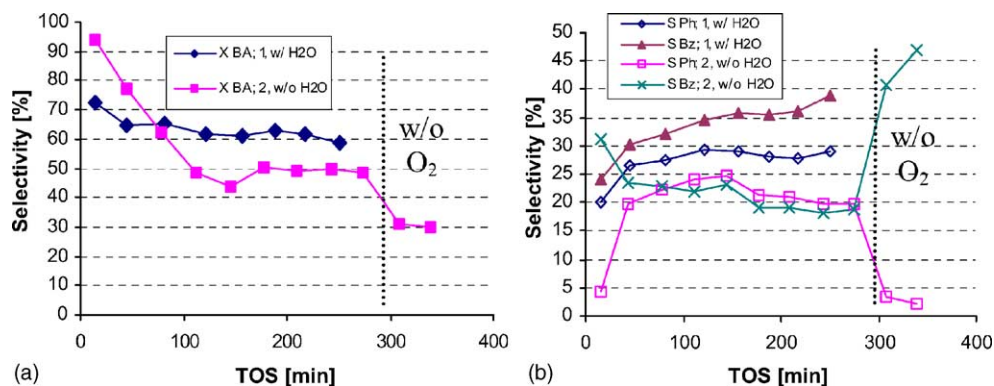 100
90
80
70
60
50
40
30
20
10
0
Selectivity [%]
X BA; 1, w/ H2O
X BA; 2, w/o H2O
w/o
O2
0 100 200 300 400
(a)
TOS [min]
S Ph; 1, w/ H2O
S Bz; 1, w/ H2O
S Ph; 2, w/o H2O
S Bz; 2, w/o H2O
50
45
40
35
30
25
20
15
10
5
0
Selectivity [%]
w/o
O2
0 100 200 300 400
(b)
TOS [min]